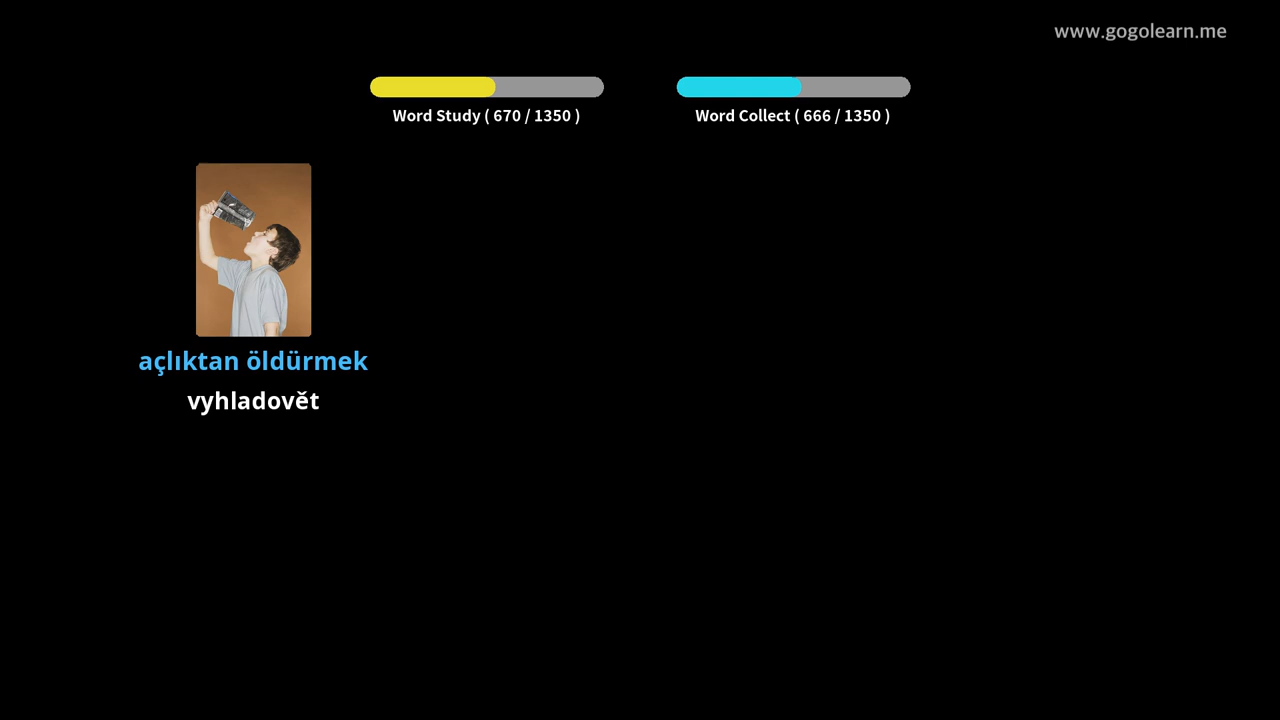 www.gogolearn.me
Word Study ( 670 / 1350 )
Word Collect ( 666 / 1350 )
açlıktan öldürmek
vyhladovět